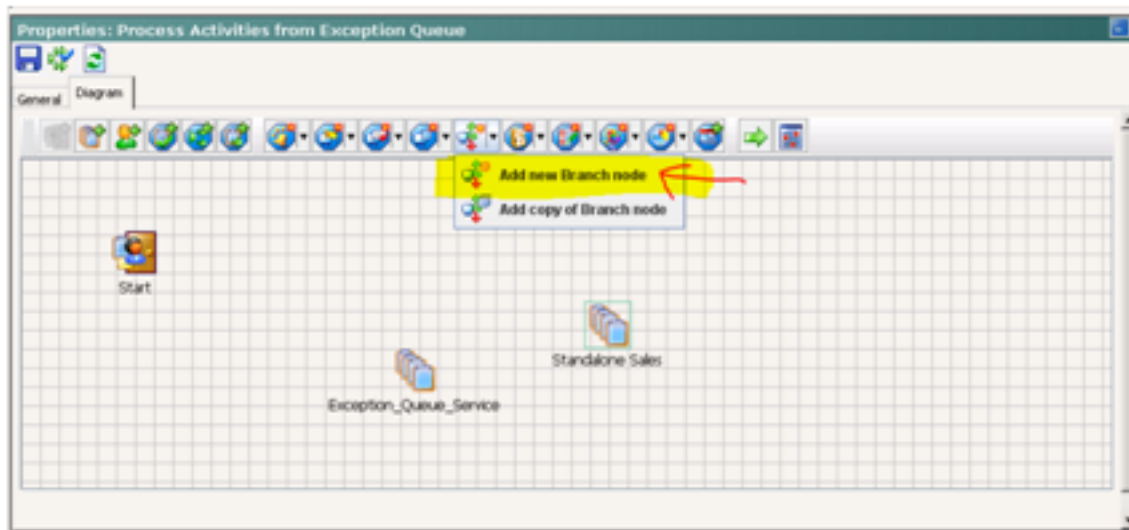 Properties: Process Activities from Exception Queue
General Diagram
Add new Branch node
Add copy of Branch node
Start
Standalone Sales
Exception_Queue_Service